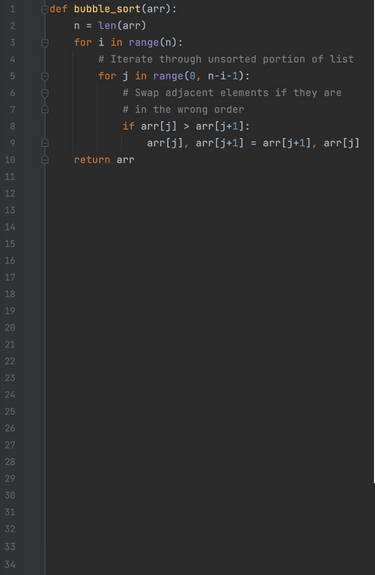 1 def bubble_sort(arr):
2     n = len(arr)
3     for i in range(n):
4         # Iterate through unsorted portion of list
5         for j in range(0, n-i-1):
6             # Swap adjacent elements if they are
7             # in the wrong order
8             if arr[j] > arr[j+1]:
9                 arr[j], arr[j+1] = arr[j+1], arr[j]
10     return arr
11
12
13
14
15
16
17
18
19
20
21
22
23
24
25
26
27
28
29
30
31
32
33
34